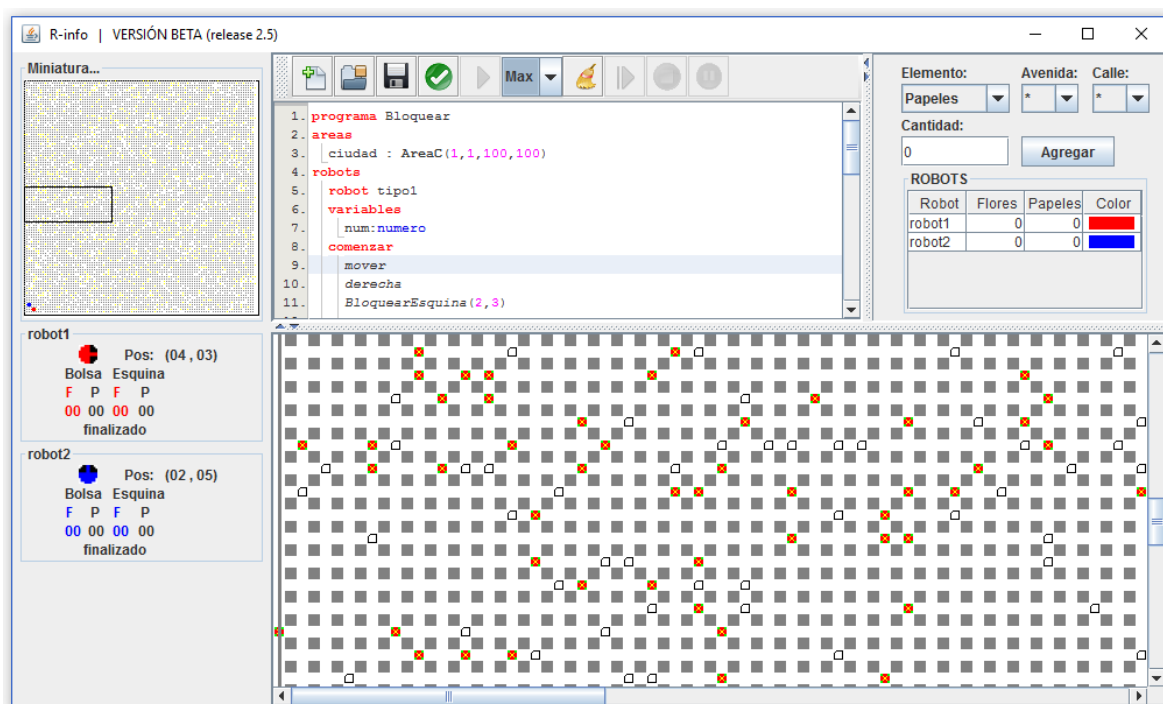 R-info | VERSIÓN BETA (release 2.5)
Miniatura...
Max
1. programa Bloquear
2. areas
3. ciudad : AreaC(1,1,100,100)
4. robots
5. robot tipo1
6. variables
7. num:numero
8. comenzar
9. mover
10. derecha
11. BloquearEsquina(2,3)
Elemento: Avenida: Calle:
Papeles * *
Cantidad:
0 Agregar
ROBOTS
Robot Flores Papeles Color
robot1 0 0
robot2 0 0
robot1
Pos: (04 , 03)
Bolsa Esquina
F P F P
00 00 00 00
finalizado
robot2
Pos: (02 , 05)
Bolsa Esquina
F P F P
00 00 00 00
finalizado